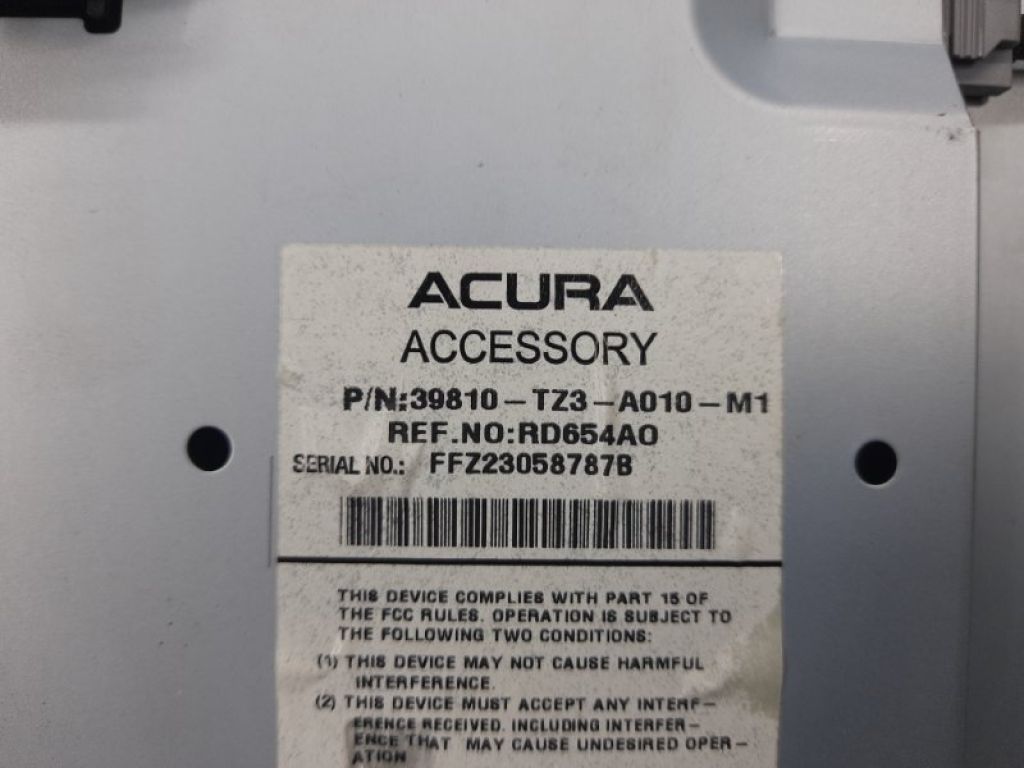 ACURA
ACCESSORY
P/N:39810-TZ3-A010-M1
REF.NO:RD654A0
SERIAL NO.: FFZ23058787B
THIS DEVICE COMPLIES WITH PART 15 OF
THE FCC RULES. OPERATION IS SUBJECT TO
THE FOLLOWING TWO CONDITIONS:
(1) THIS DEVICE MAY NOT CAUSE HARMFUL
INTERFERENCE.
(2) THIS DEVICE MUST ACCEPT ANY INTERF-
ERENCE RECEIVED. INCLUDING INTERFER-
ENCE THAT MAY CAUSE UNDESIRED OPER-
ATION